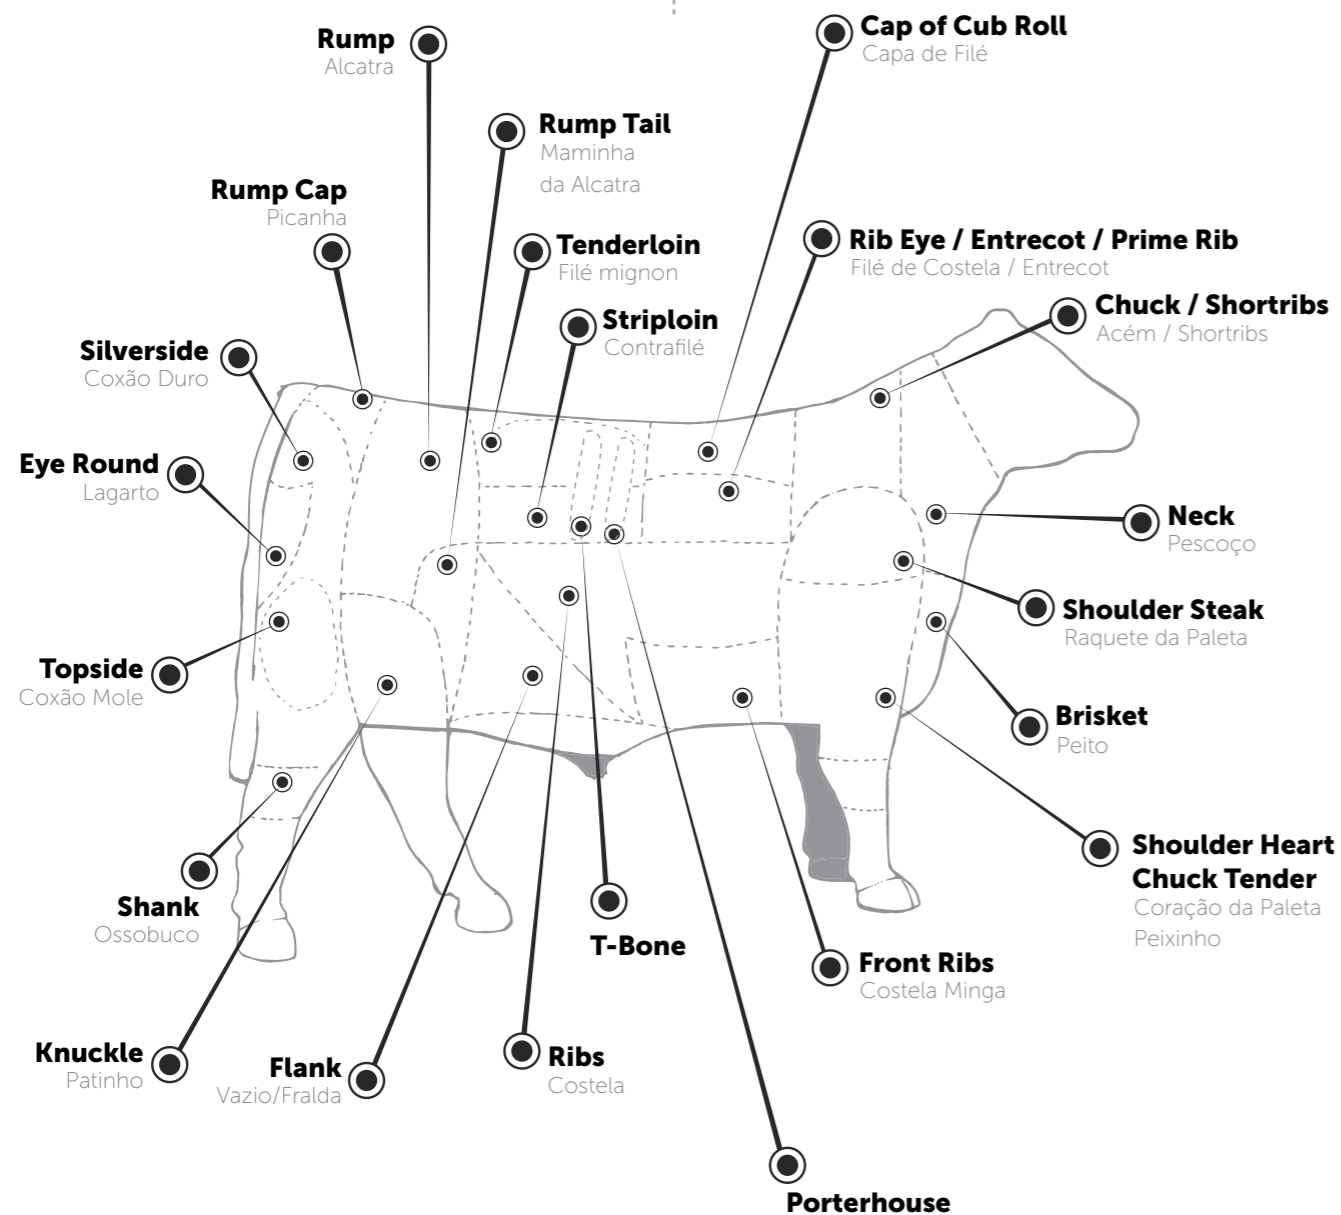 Cap of Cub Roll
Capa de Filé
Rump
Alcatra
Rump Tail
Maminha
da Alcatra
Rump Cap
Picanha
Tenderloin
Filé mignon
Rib Eye / Entrecot / Prime Rib
Filé de Costela / Entrecot
Striploin
Contrafilé
Chuck / Shortribs
Acém / Shortribs
Silverside
Coxão Duro
Eye Round
Lagarto
Neck
Pescoço
Shoulder Steak
Raquete da Paleta
Topside
Coxão Mole
Brisket
Peito
Shoulder Heart
Chuck Tender
Coração da Paleta
Peixinho
Shank
Ossobuco
T-Bone
Front Ribs
Costela Minga
Knuckle
Patinho
Flank
Vazio/Fralda
Ribs
Costela
Porterhouse